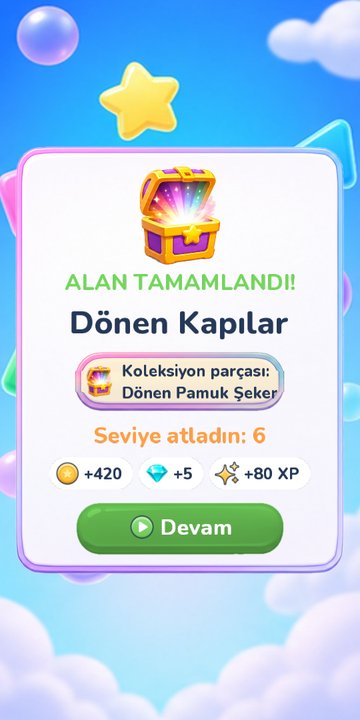 ALAN TAMAMLANDI!
Dönen Kapılar
Koleksiyon parçası:
Dönen Pamuk Şeker
Seviye atladın: 6
+420 +5 +80 XP
Devam